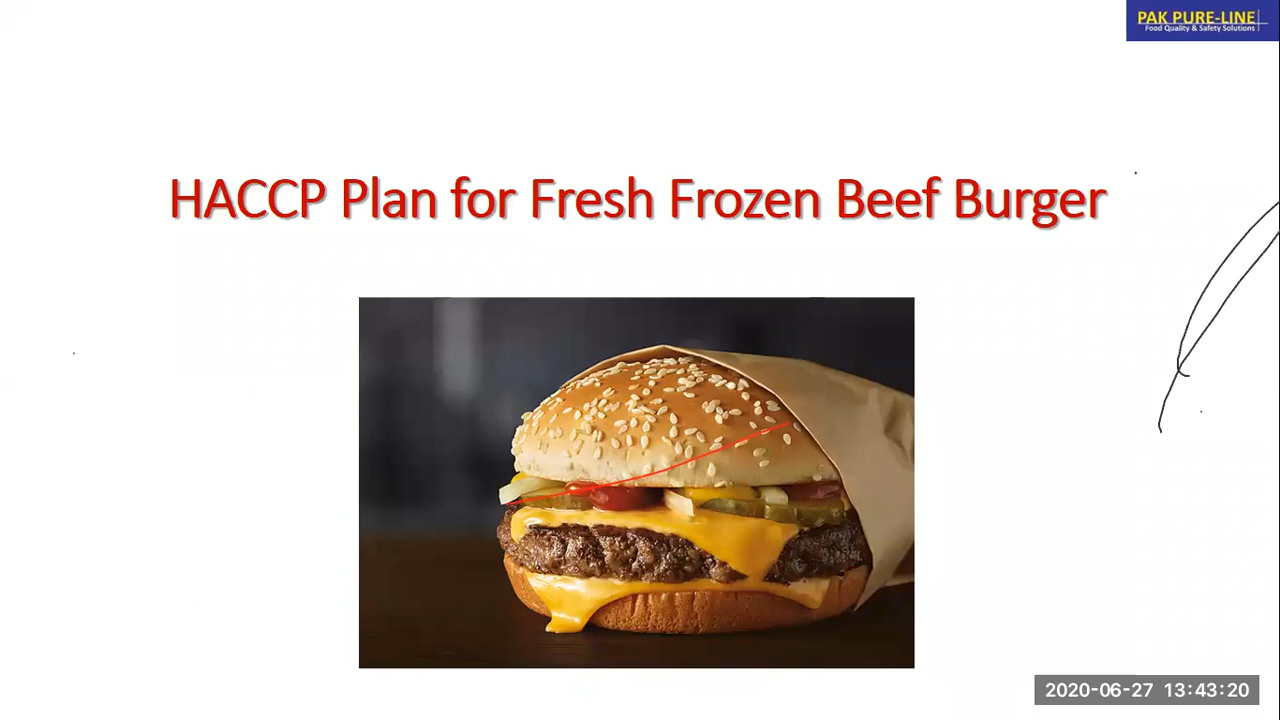 PAK PURE-LINE
Food Quality & Safety Solutions
HACCP Plan for Fresh Frozen Beef Burger
2020-06-27 13:43:20